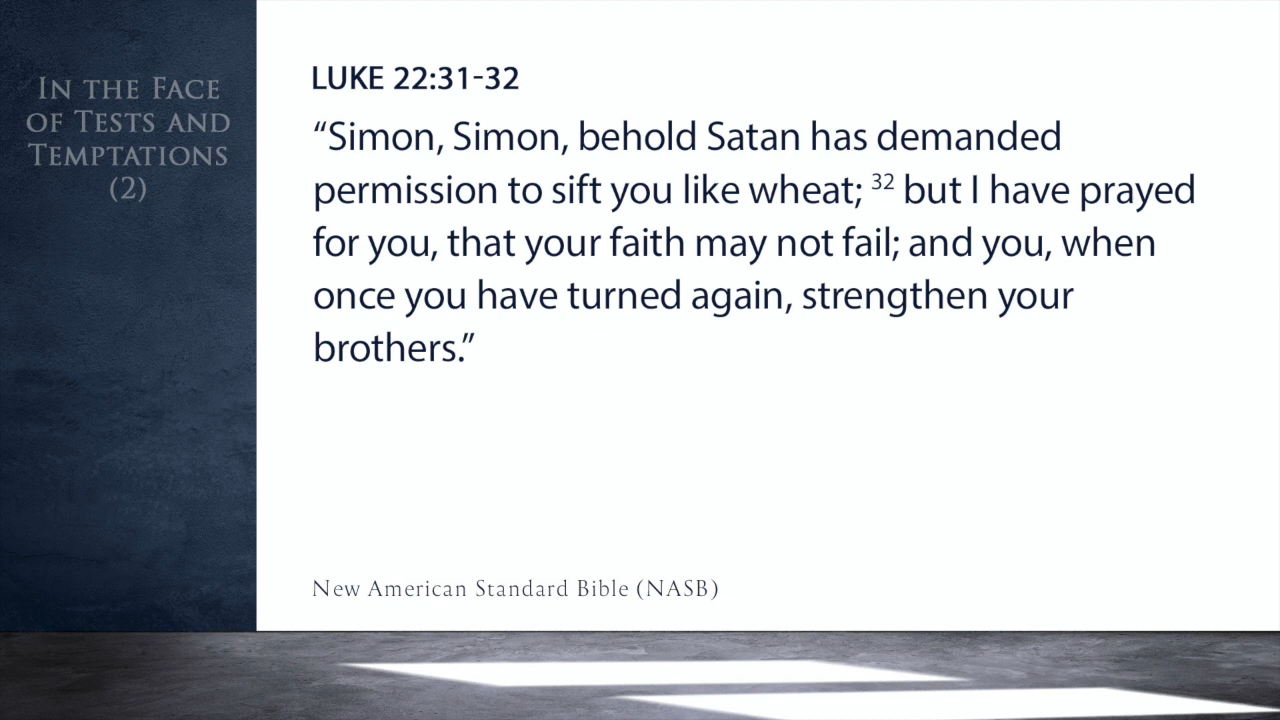 In the Face
of Tests and
Temptations
(2)
LUKE 22:31-32
“Simon, Simon, behold Satan has demanded
permission to sift you like wheat; 32 but I have prayed
for you, that your faith may not fail; and you, when
once you have turned again, strengthen your
brothers.”
New American Standard Bible (NASB)